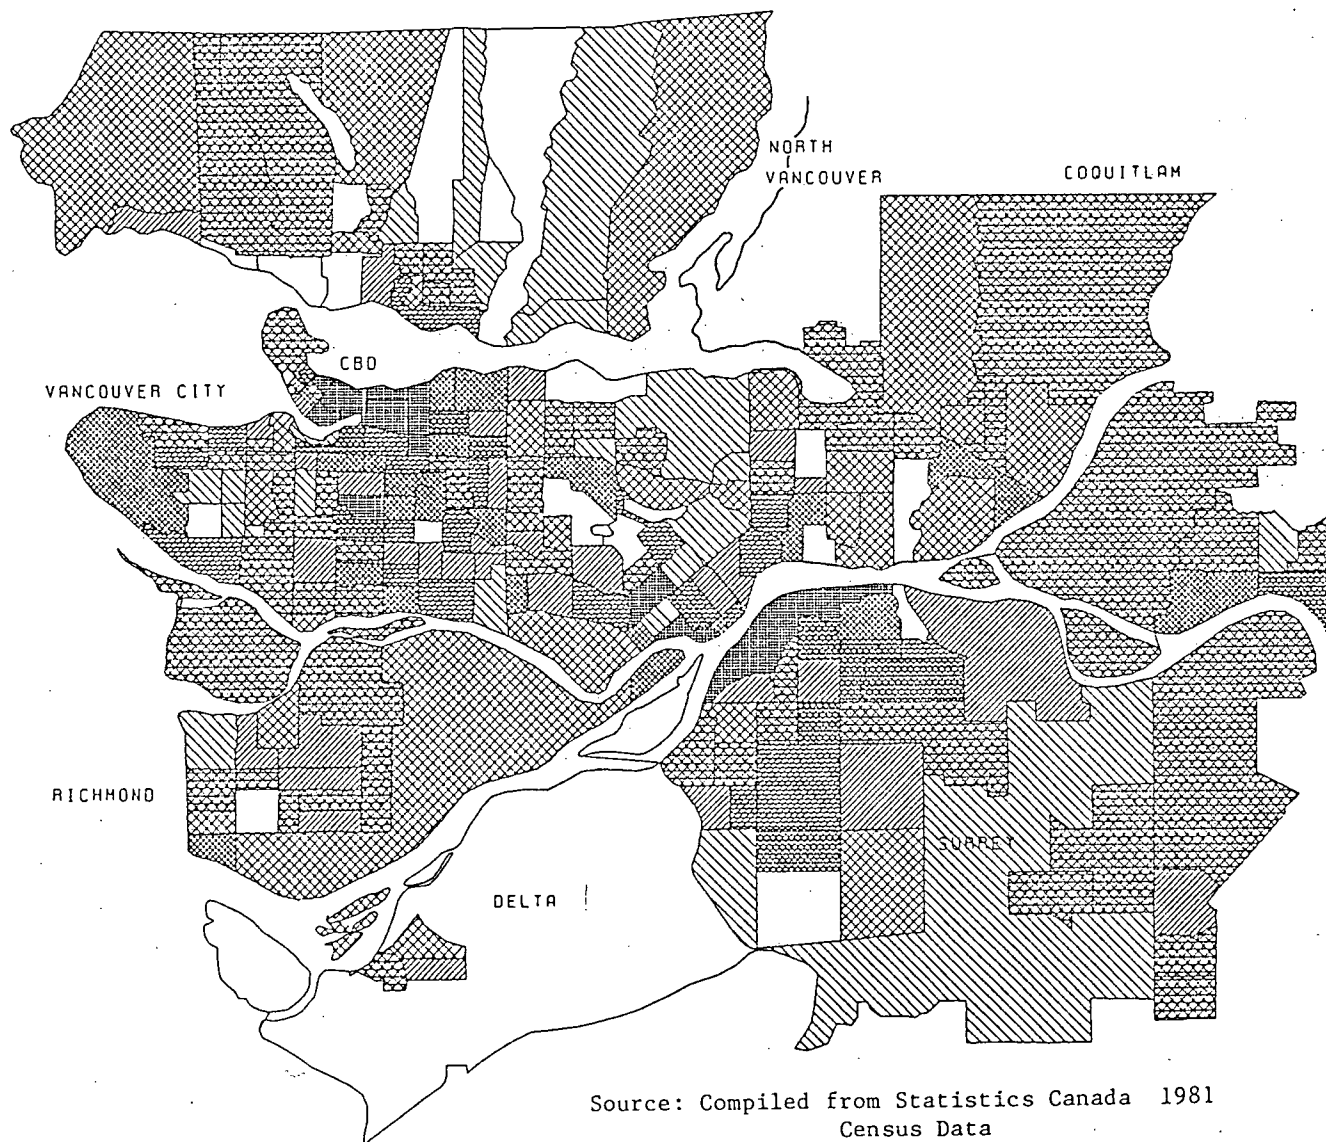 NORTH
VANCOUVER
COQUITLAM
CBD
VANCOUVER CITY
RICHMOND
SURREY
DELTA
Source: Compiled from Statistics Canada 1981
Census Data